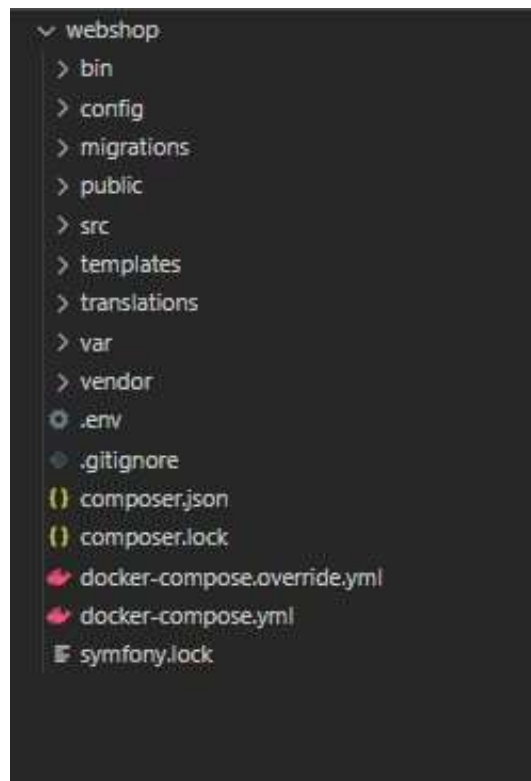 webshop
bin
config
migrations
public
src
templates
translations
var
vendor
.env
.gitignore
composer.json
composer.lock
docker-compose.override.yml
docker-compose.yml
symfony.lock